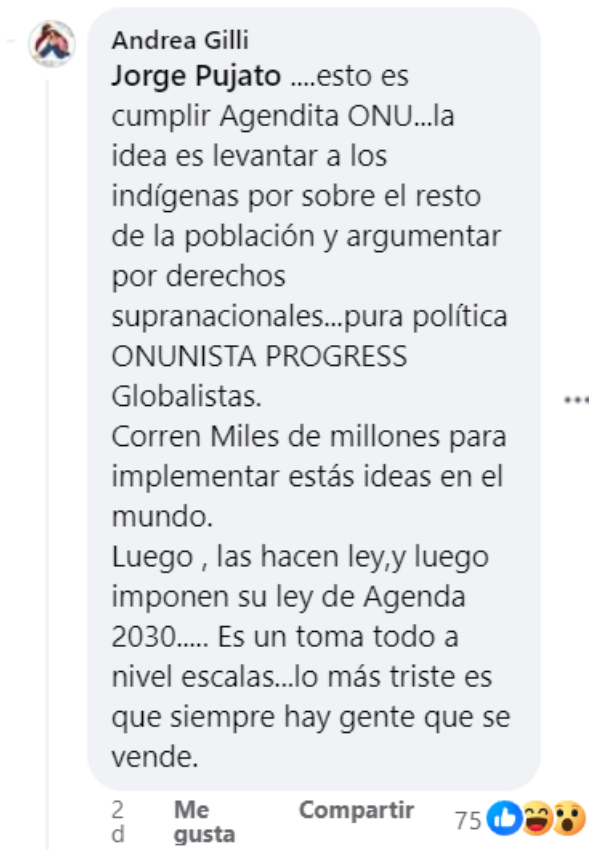 Andrea Gilli
Jorge Pujato ....esto es
cumplir Agendita ONU...la
idea es levantar a los
indígenas por sobre el resto
de la población y argumentar
por derechos
supranacionales...pura política
ONUNISTA PROGRESS
Globalistas.
Corren Miles de millones para
implementar estás ideas en el
mundo.
Luego , las hacen ley,y luego
imponen su ley de Agenda
2030..... Es un toma todo a
nivel escalas...lo más triste es
que siempre hay gente que se
vende.
2 d Me gusta Compartir 75